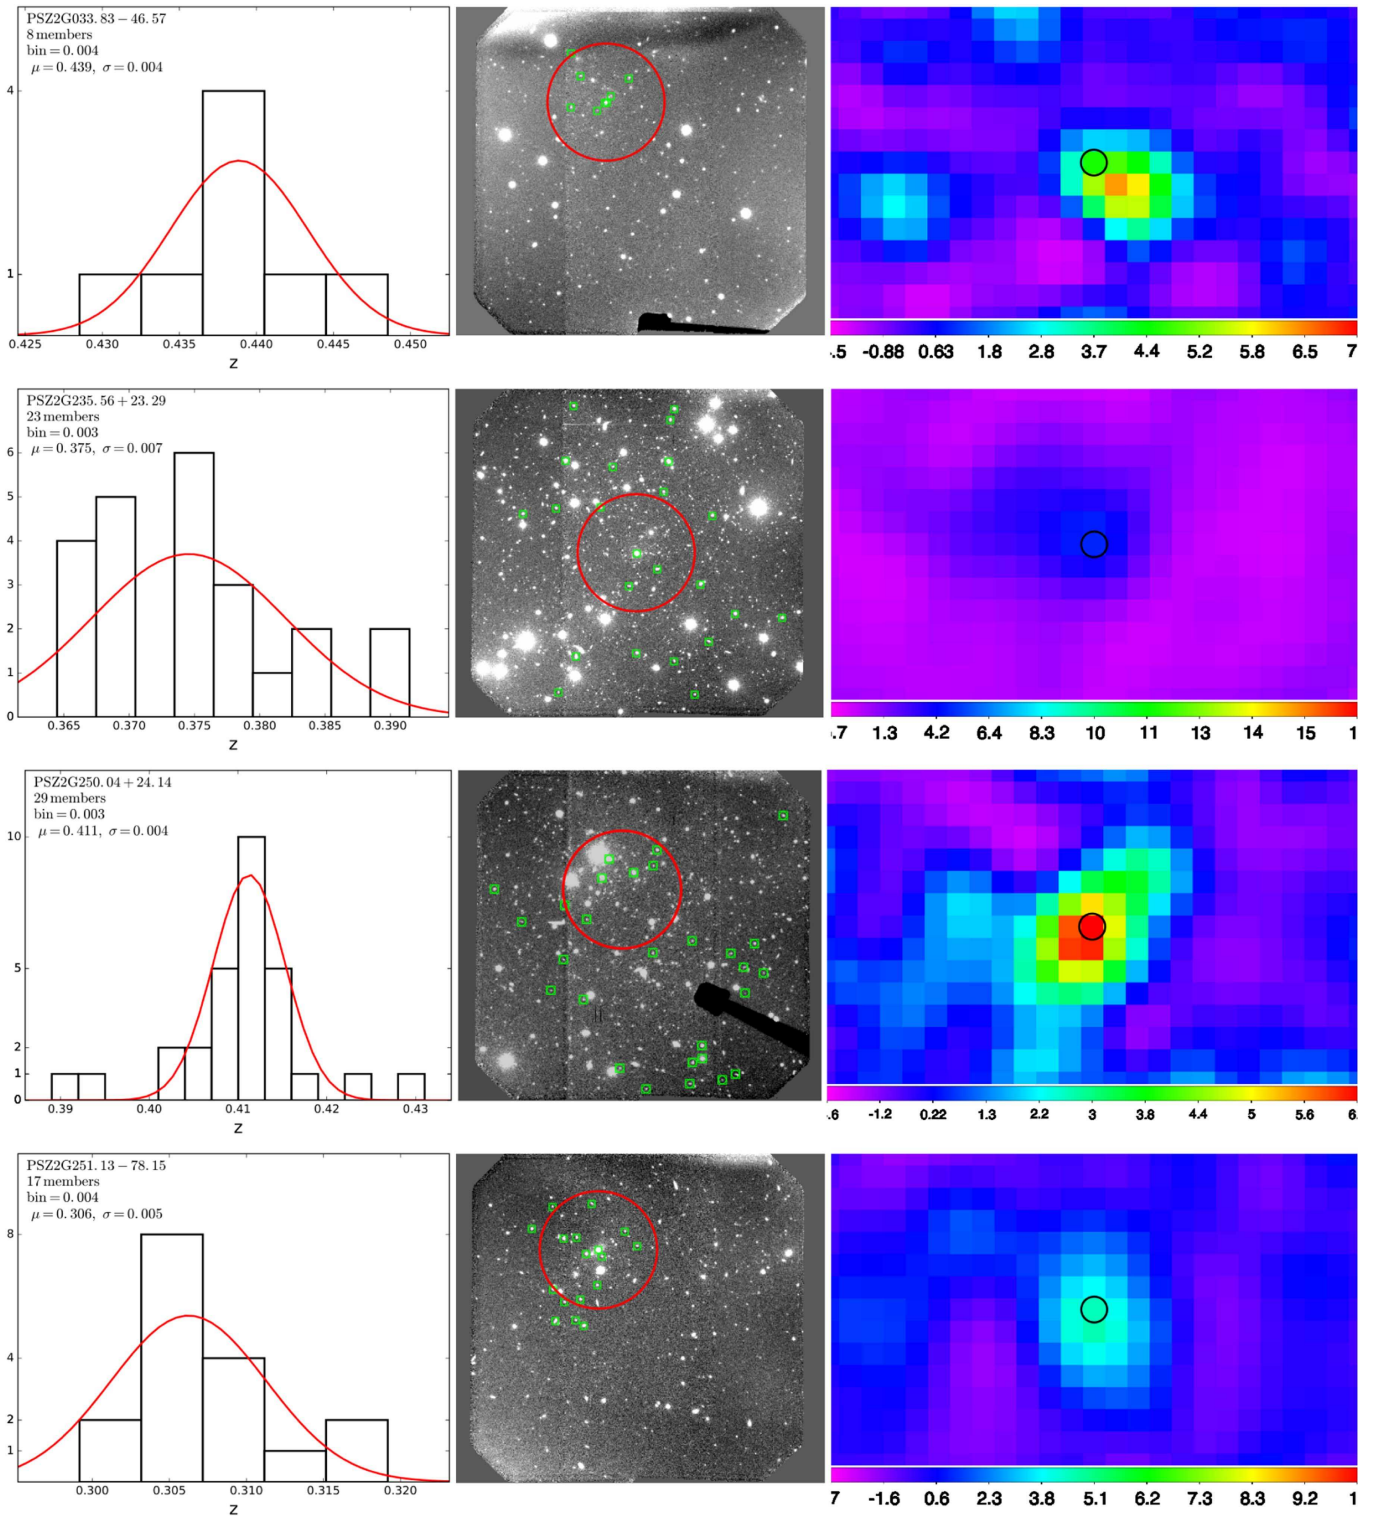 PSZ2G033.83 − 46.57
8 members
bin = 0.004
μ = 0.439, σ = 0.004
4
1
0.425 0.430 0.435 0.440 0.445 0.450
z
.5 -0.88 0.63 1.8 2.8 3.7 4.4 5.2 5.8 6.5 7
PSZ2G235.56 + 23.29
23 members
bin = 0.003
μ = 0.375, σ = 0.007
6
5
4
3
2
1
0
0.365 0.370 0.375 0.380 0.385 0.390
z
.7 1.3 4.2 6.4 8.3 10 11 13 14 15 1
PSZ2G250.04 + 24.14
29 members
bin = 0.003
μ = 0.411, σ = 0.004
10
5
2
1
0
0.39 0.40 0.41 0.42 0.43
z
.6 -1.2 0.22 1.3 2.2 3 3.8 4.4 5 5.6 6.
PSZ2G251.13 − 78.15
17 members
bin = 0.004
μ = 0.306, σ = 0.005
8
4
2
1
0.300 0.305 0.310 0.315 0.320
z
7 -1.6 0.6 2.3 3.8 5.1 6.2 7.3 8.3 9.2 1